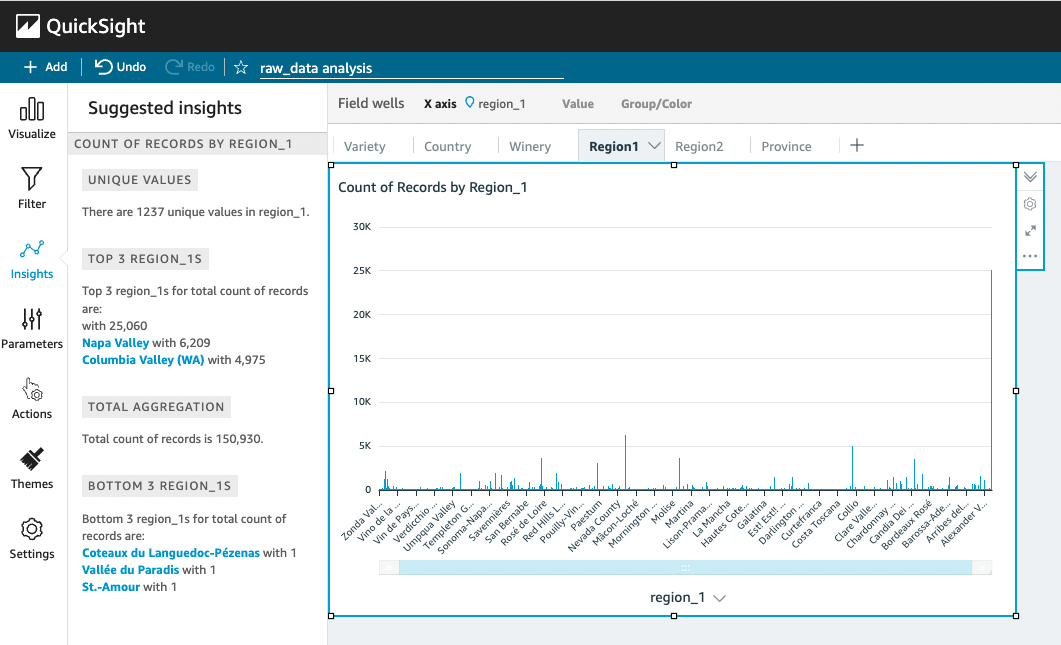 QuickSight
Add Undo Redo raw_data analysis
Visualize
Filter
Insights
Parameters
Actions
Themes
Settings
Suggested insights
COUNT OF RECORDS BY REGION_1
UNIQUE VALUES
There are 1237 unique values in region_1.
TOP 3 REGION_1S
Top 3 region_1s for total count of records
are:
with 25,060
Napa Valley with 6,209
Columbia Valley (WA) with 4,975
TOTAL AGGREGATION
Total count of records is 150,930.
BOTTOM 3 REGION_1S
Bottom 3 region_1s for total count of
records are:
Coteaux du Languedoc-Pézenas with 1
Vallée du Paradis with 1
St.-Amour with 1
Field wells X axis region_1 Value Group/Color
Variety Country Winery Region1 Region2 Province
Count of Records by Region_1
30K
25K
20K
15K
10K
5K
0
Zonda Val...
Vino de la ...
Vin de Pays...
Verdicchio ...
Umpqua Valley
Templeton G...
Sonoma-Napa...
Savennières
San Bernabe
Rosé de Loire
Red Hills L...
Pouilly-Vin...
Paestum
Nevada County
Mâcon-Loché
Mornington ...
Molise
Martina
Lison-Prama...
La Mancha
Hautes Cote...
Galatina
Est! Est!!...
Darlington ...
Curtefranca
Costa Toscana
Collio
Clare Valle...
Chardonnay ...
Candia Dei ...
Bordeaux Rosé
Barossa-Ade...
Arribes del...
Alexander V...
region_1